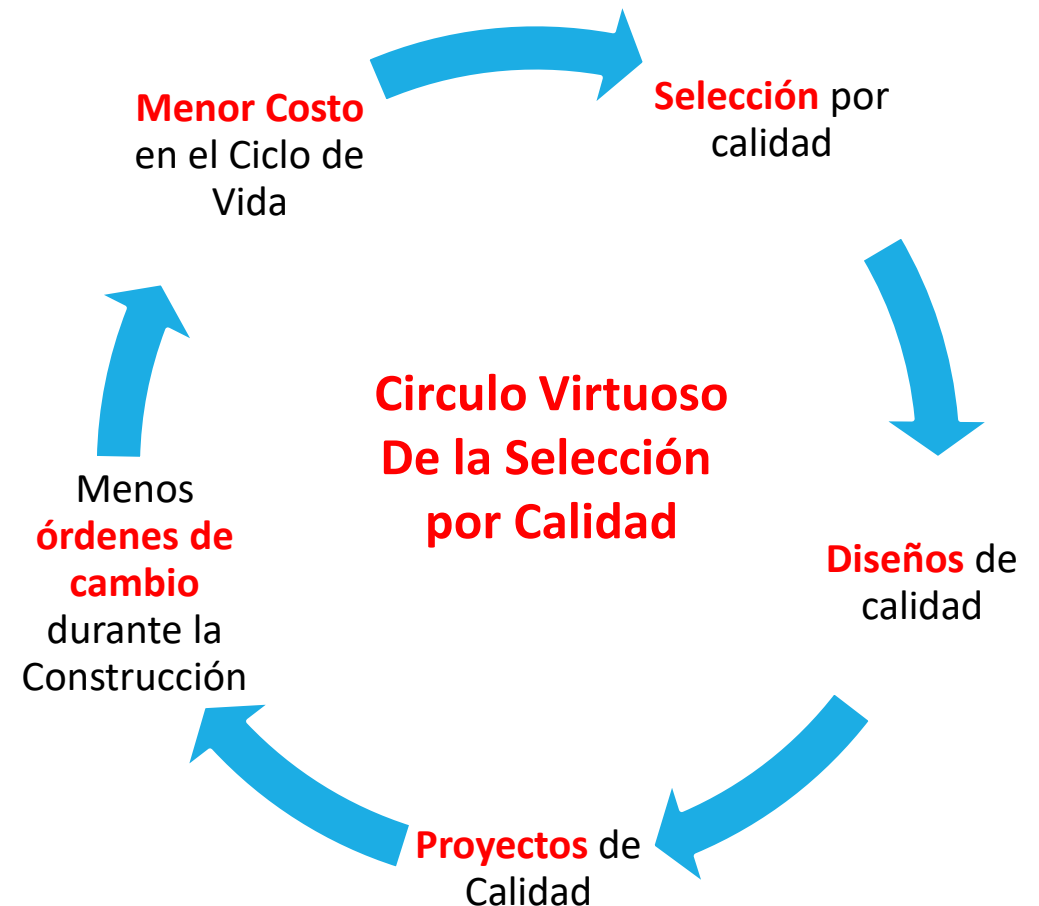 Menor Costo
en el Ciclo de
Vida
Selección por
calidad
Circulo Virtuoso
De la Selección
por Calidad
Diseños de
calidad
Proyectos de
Calidad
Menos
órdenes de
cambio
durante la
Construcción